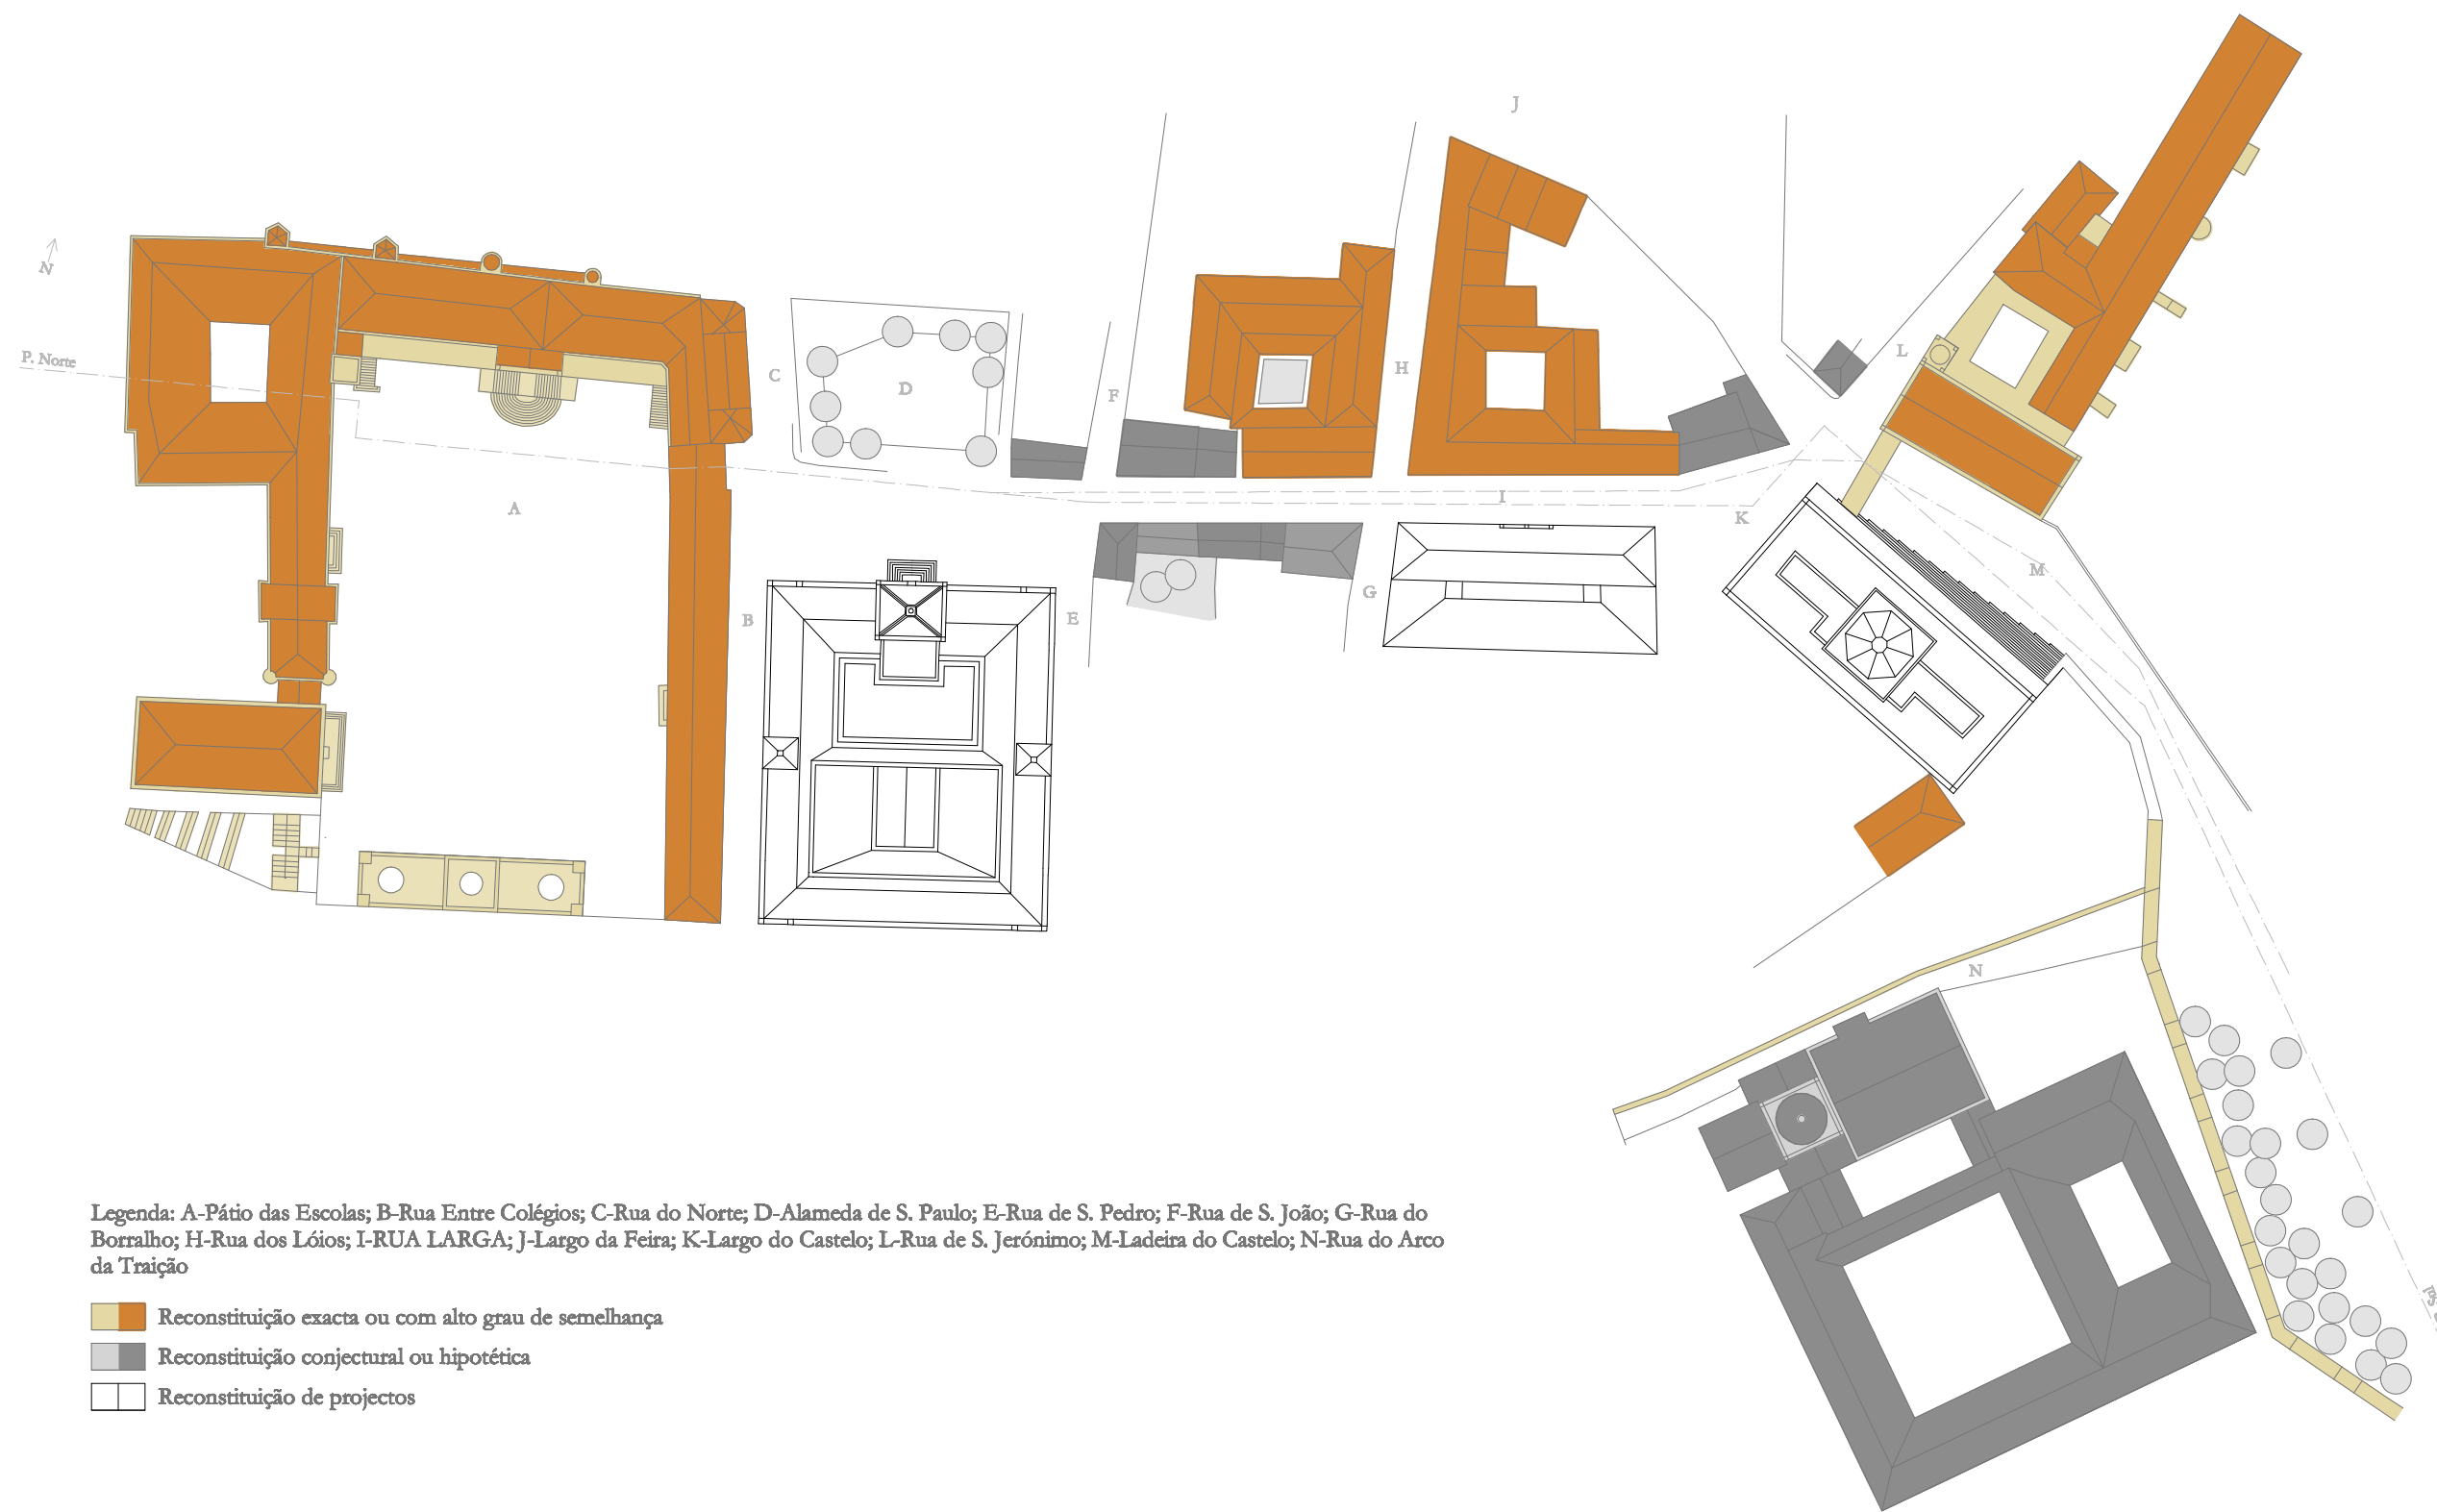 J
N
P. Norte
L
C
D
F
H
A
I
K
M
B
E
G
N
Legenda: A-Pátio das Escolas; B-Rua Entre Colégios; C-Rua do Norte; D-Alameda de S. Paulo; E-Rua de S. Pedro; F-Rua de S. João; G-Rua do
Borralho; H-Rua dos Lóios; I-RUA LARGA; J-Largo da Feira; K-Largo do Castelo; L-Rua de S. Jerónimo; M-Ladeira do Castelo; N-Rua do Arco
da Traição
Reconstituição exacta ou com alto grau de semelhança
Reconstituição conjectural ou hipotética
Reconstituição de projectos